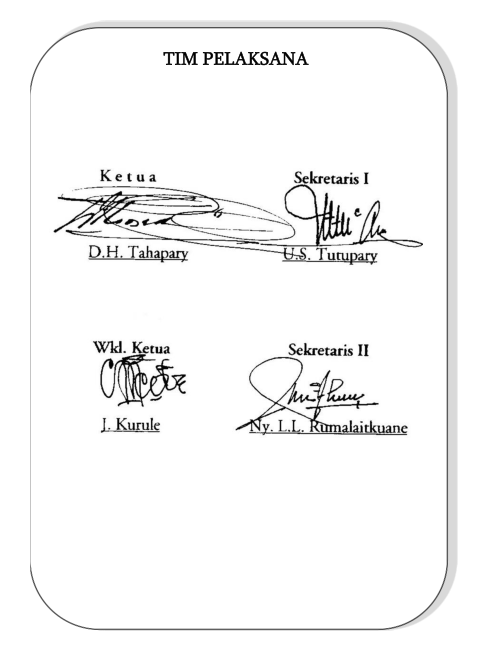 TIM PELAKSANA
Ketua
Sekretaris I
D.H. Tahapary
U.S. Tutupary
Wkl. Ketua
Sekretaris II
J. Kurule
Ny. L.L. Rumalaitkuane